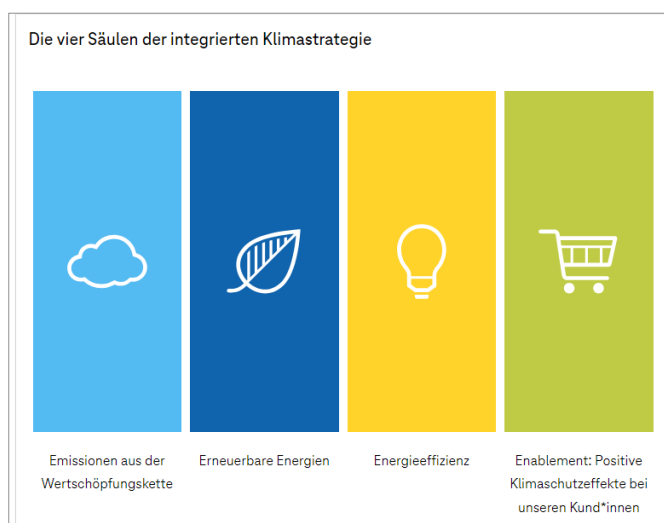 Die vier Säulen der integrierten Klimastrategie
Emissionen aus der
Wertschöpfungskette
Erneuerbare Energien
Energieeffizienz
Enablement: Positive
Klimaschutzeffekte bei
unseren Kund*innen